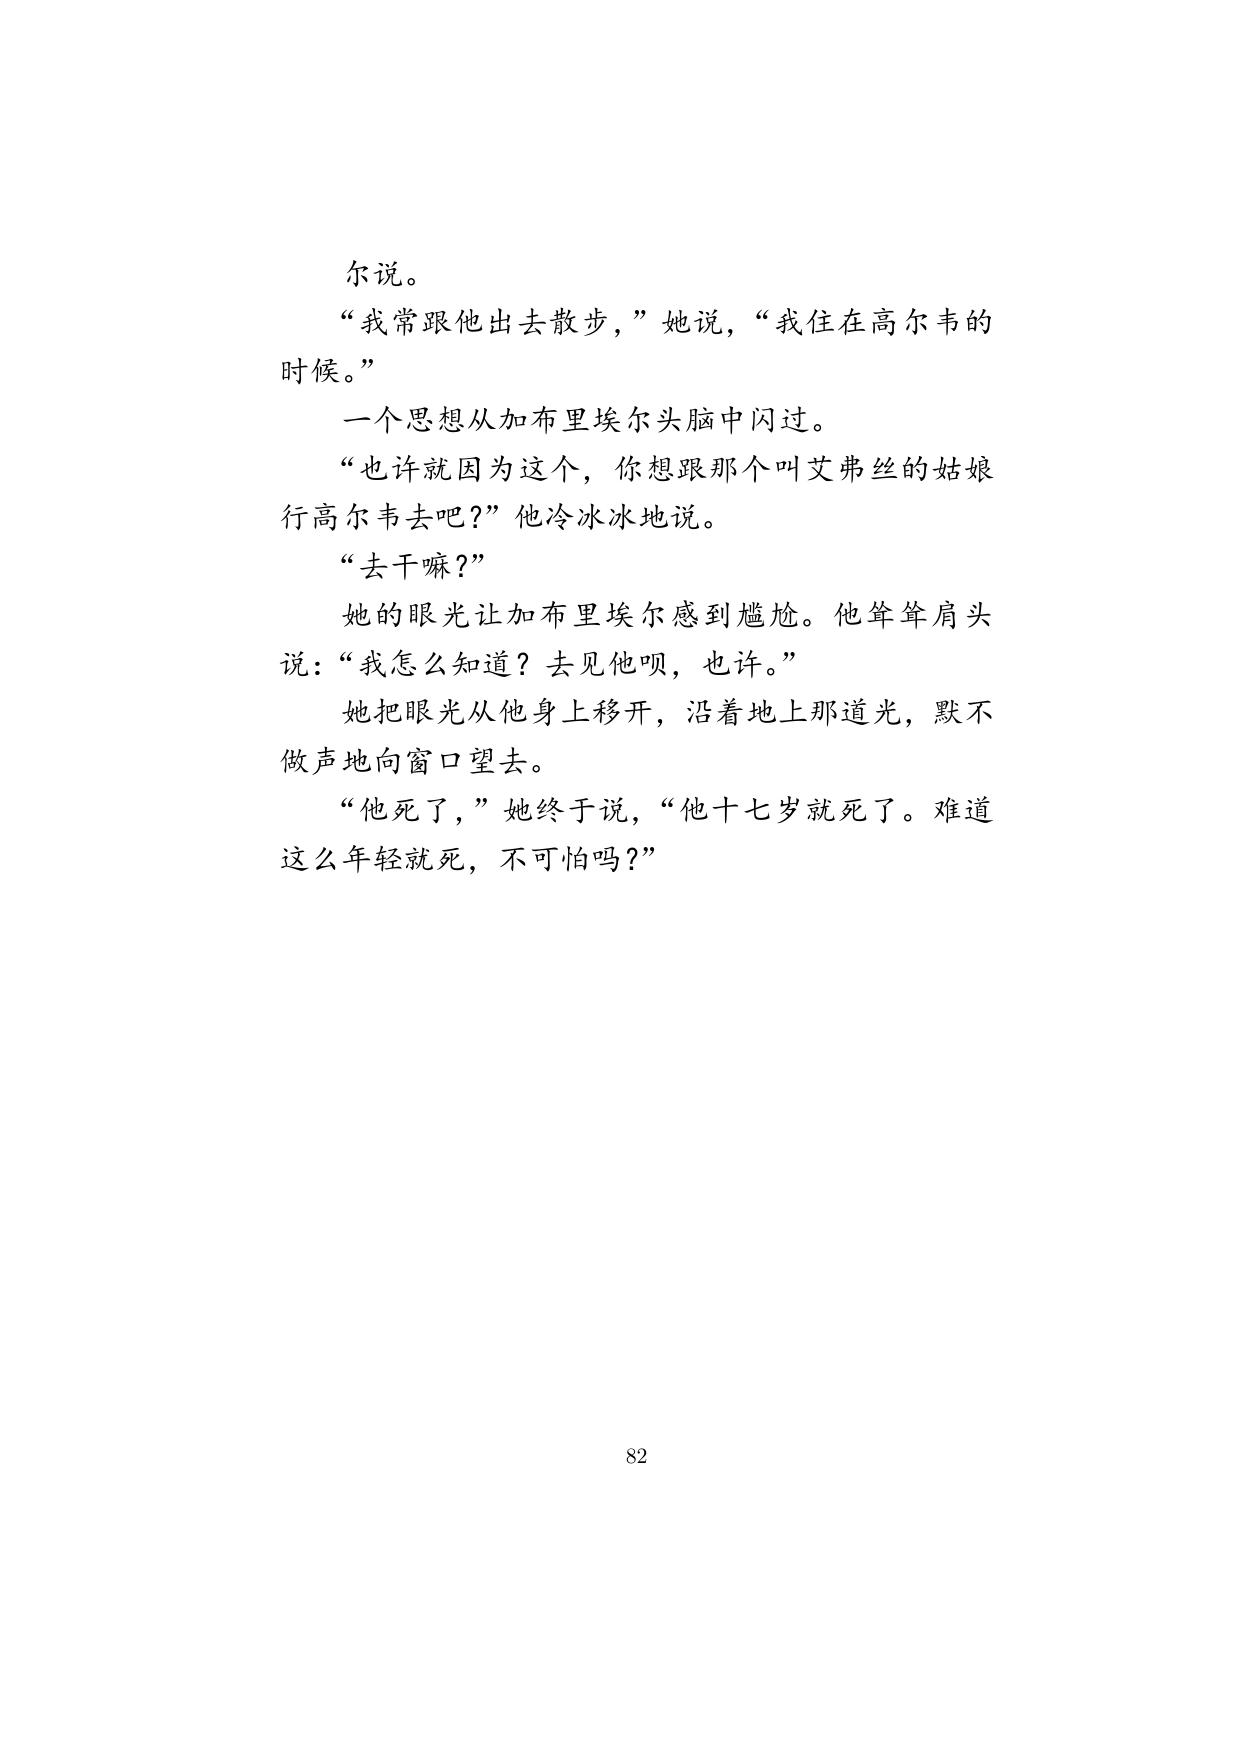 尔说。
“我常跟他出去散步，”她说，“我住在高尔韦的
时候。”
一个思想从加布里埃尔头脑中闪过。
“也许就因为这个，你想跟那个叫艾弗丝的姑娘
行高尔韦去吧？”他冷冰冰地说。
“去干嘛？”
她的眼光让加布里埃尔感到尴尬。他耸耸肩头
说：“我怎么知道？去见他呗，也许。”
她把眼光从他身上移开，沿着地上那道光，默不
做声地向窗口望去。
“他死了，”她终于说，“他十七岁就死了。难道
这么年轻就死，不可怕吗？”
82